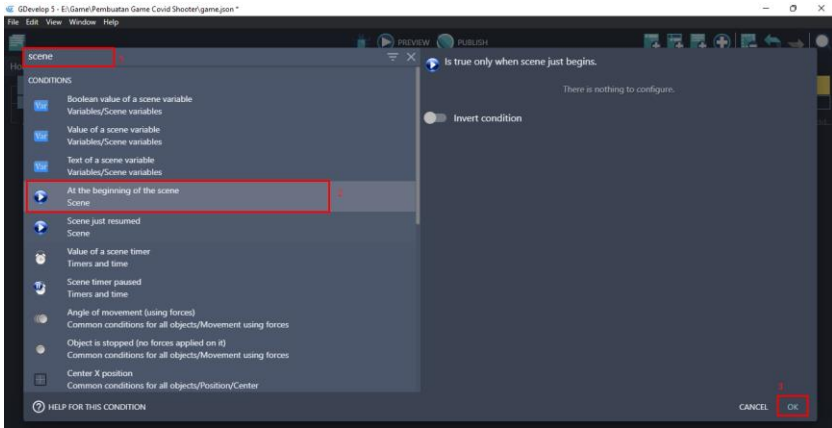 GDevelop 5 - E:\Game\Pembuatan Game Covid Shooter\game.json *
File Edit View Window Help
PREVIEW PUBLISH
scene 1
Is true only when scene just begins.
CONDITIONS
There is nothing to configure.
Boolean value of a scene variable
Variables/Scene variables
Invert condition
Value of a scene variable
Variables/Scene variables
Text of a scene variable
Variables/Scene variables
At the beginning of the scene
Scene
2
Scene just resumed
Scene
Value of a scene timer
Timers and time
Scene timer paused
Timers and time
Angle of movement (using forces)
Common conditions for all objects/Movement using forces
Object is stopped (no forces applied on it)
Common conditions for all objects/Movement using forces
Center X position
Common conditions for all objects/Position/Center
3
HELP FOR THIS CONDITION
CANCEL OK